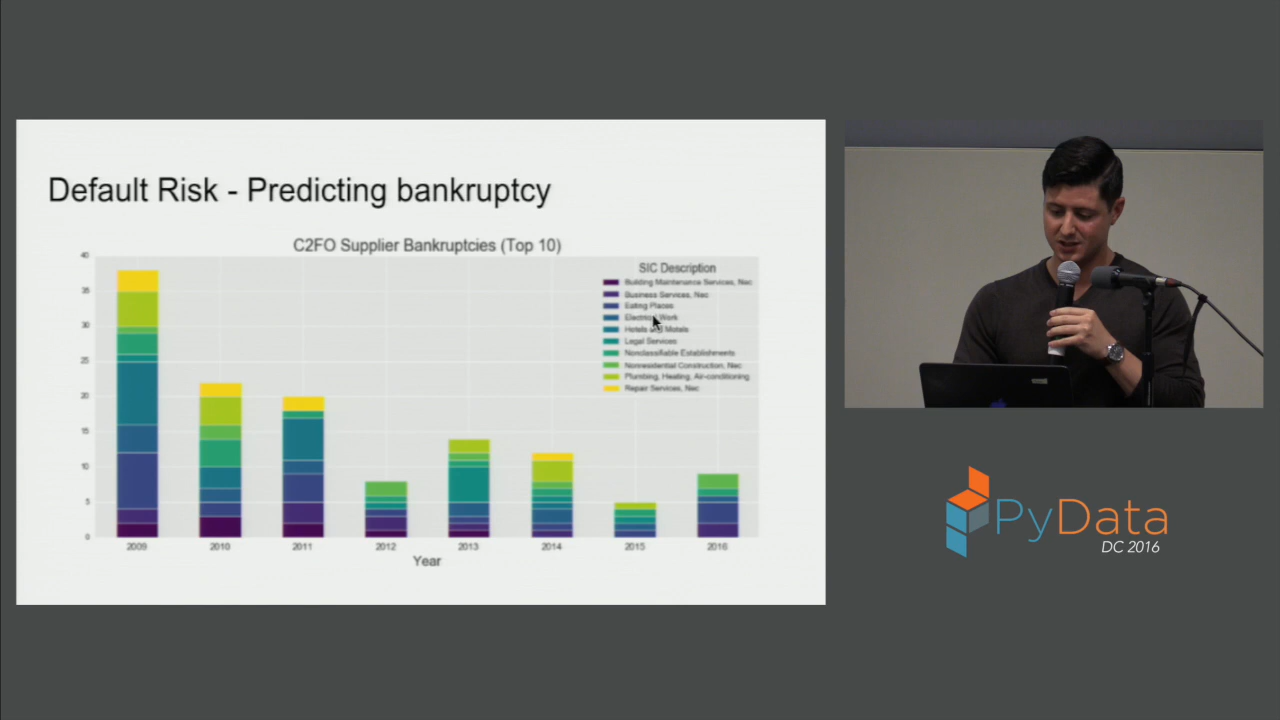 Default Risk - Predicting bankruptcy
C2FO Supplier Bankruptcies (Top 10)
40
35
30
25
20
15
10
5
0
SIC Description
Building Maintenance Services, Nec
Business Services, Nec
Eating Places
Electrical Work
Hotels and Motels
Legal Services
Nonclassifiable Establishments
Nonresidential Construction, Nec
Plumbing, Heating, Air-conditioning
Repair Services, Nec
2009 2010 2011 2012 2013 2014 2015 2016
Year
PyData
DC 2016